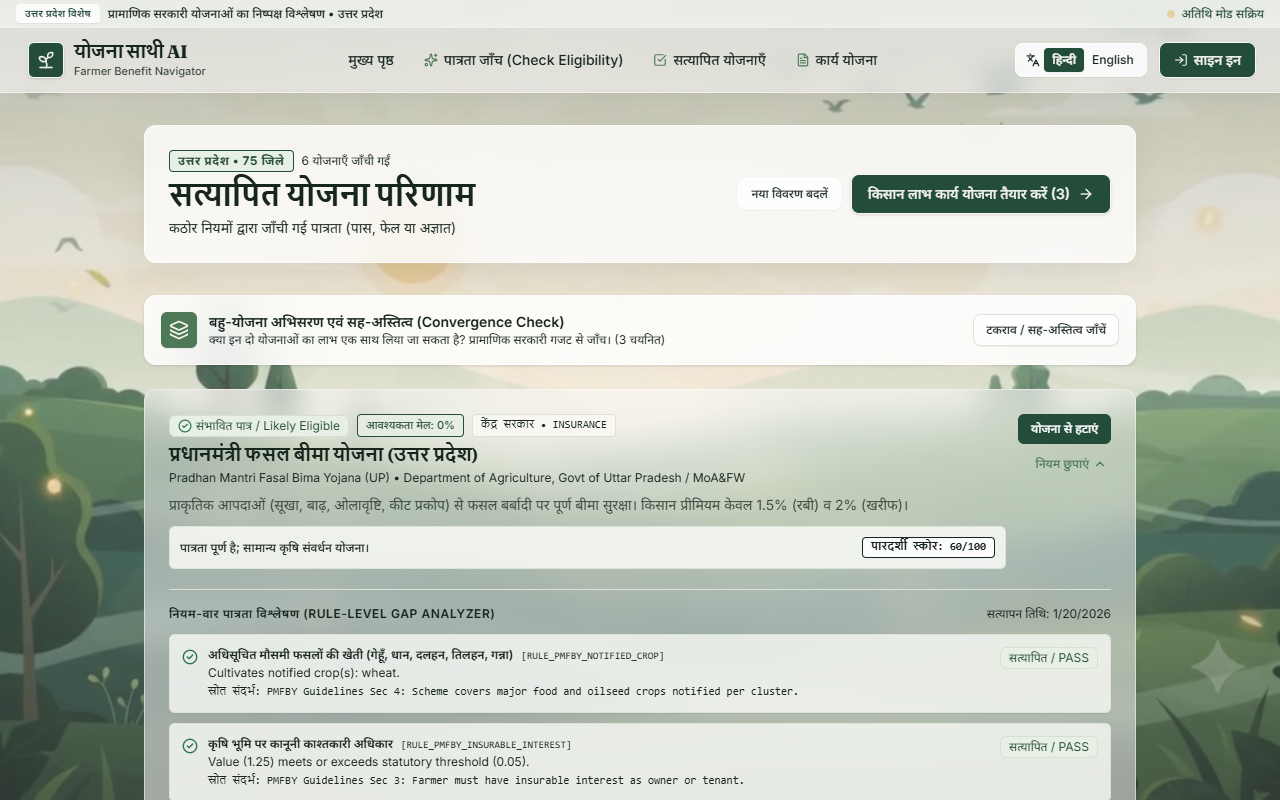 उत्तर प्रदेश विशेष प्रामाणिक सरकारी योजनाओं का निष्पक्ष विश्लेषण • उत्तर प्रदेश
अतिथि मोड सक्रिय
योजना साथी AI
Farmer Benefit Navigator
मुख्य पृष्ठ
पात्रता जाँच (Check Eligibility)
सत्यापित योजनाएँ
कार्य योजना
हिन्दी
English
साइन इन
उत्तर प्रदेश • 75 जिले
6 योजनाएँ जाँची गईं
सत्यापित योजना परिणाम
कठोर नियमों द्वारा जाँची गई पात्रता (पास, फेल या अज्ञात)
नया विवरण बदलें
किसान लाभ कार्य योजना तैयार करें (3)
बहु-योजना अभिसरण एवं सह-अस्तित्व (Convergence Check)
क्या इन दो योजनाओं का लाभ एक साथ लिया जा सकता है? प्रामाणिक सरकारी गजट से जाँच। (3 चयनित)
टकराव / सह-अस्तित्व जाँचें
संभावित पात्र / Likely Eligible
आवश्यकता मेल: 0%
केंद्र सरकार • INSURANCE
योजना से हटाएं
प्रधानमंत्री फसल बीमा योजना (उत्तर प्रदेश)
नियम छुपाएं
Pradhan Mantri Fasal Bima Yojana (UP) • Department of Agriculture, Govt of Uttar Pradesh / MoA&FW
प्राकृतिक आपदाओं (सूखा, बाढ़, ओलावृष्टि, कीट प्रकोप) से फसल बर्बादी पर पूर्ण बीमा सुरक्षा। किसान प्रीमियम केवल 1.5% (रबी) व 2% (खरीफ)।
पात्रता पूर्ण है; सामान्य कृषि संवर्धन योजना।
पारदर्शी स्कोर: 60/100
नियम-वार पात्रता विश्लेषण (RULE-LEVEL GAP ANALYZER)
सत्यापन तिथि: 1/20/2026
अधिसूचित मौसमी फसलों की खेती (गेहूँ, धान, दलहन, तिलहन, गन्ना) [RULE_PMFBY_NOTIFIED_CROP]
सत्यापित / PASS
Cultivates notified crop(s): wheat.
स्रोत संदर्भ: PMFBY Guidelines Sec 4: Scheme covers major food and oilseed crops notified per cluster.
कृषि भूमि पर कानूनी काश्तकारी अधिकार [RULE_PMFBY_INSURABLE_INTEREST]
सत्यापित / PASS
Value (1.25) meets or exceeds statutory threshold (0.05).
स्रोत संदर्भ: PMFBY Guidelines Sec 3: Farmer must have insurable interest as owner or tenant.